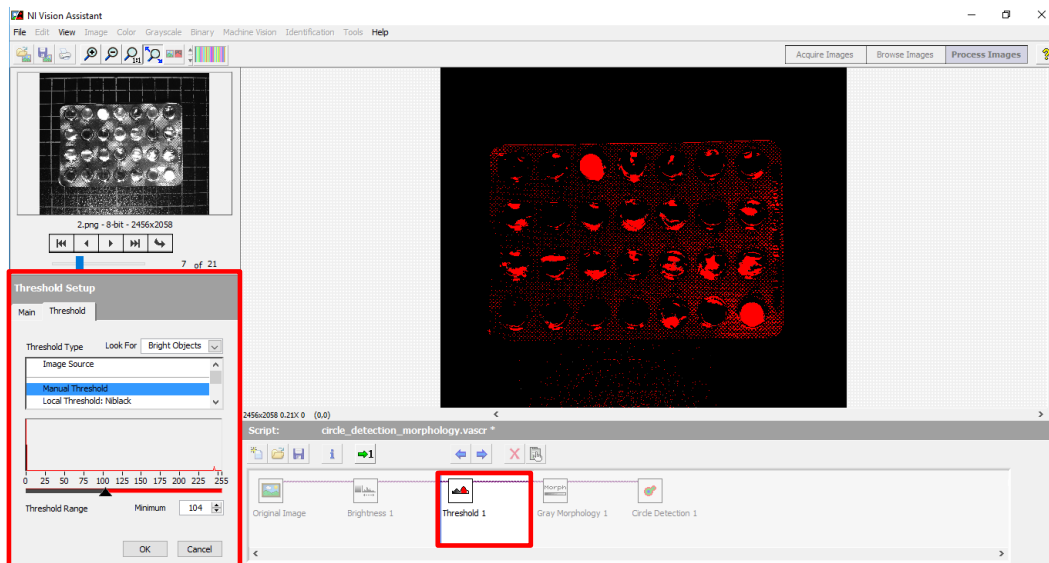 NI Vision Assistant
File Edit View Image Color Grayscale Binary Machine Vision Identification Tools Help
1:1
Acquire Images Browse Images Process Images ?
2.png - 8-bit - 2456x2058
7 of 21
Threshold Setup
Main Threshold
Threshold Type Look For Bright Objects
Image Source
Manual Threshold
Local Threshold: Niblack
0 25 50 75 100 125 150 175 200 225 255
Threshold Range Minimum 104
OK Cancel
2456x2058 0.21X 0 (0,0)
Script: circle_detection_morphology.vascr *
i 1 X
Morph
Original Image Brightness 1 Threshold 1 Gray Morphology 1 Circle Detection 1